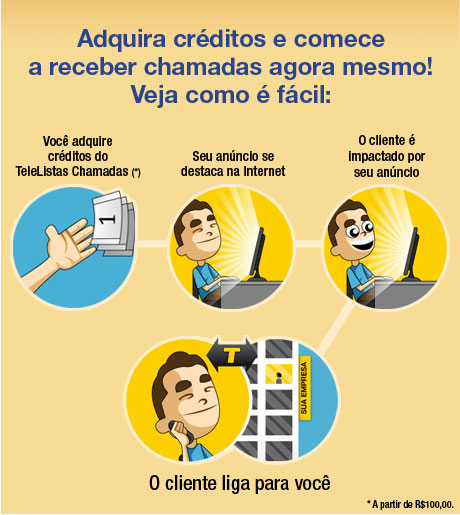 Adquira créditos e comece
a receber chamadas agora mesmo!
Veja como é fácil:
Você adquire
créditos do
TeleListas Chamadas (*)
Seu anúncio se
destaca na Internet
O cliente é
impactado por
seu anúncio
1
T
SUA EMPRESA
O cliente liga para você
* A partir de R$100,00.